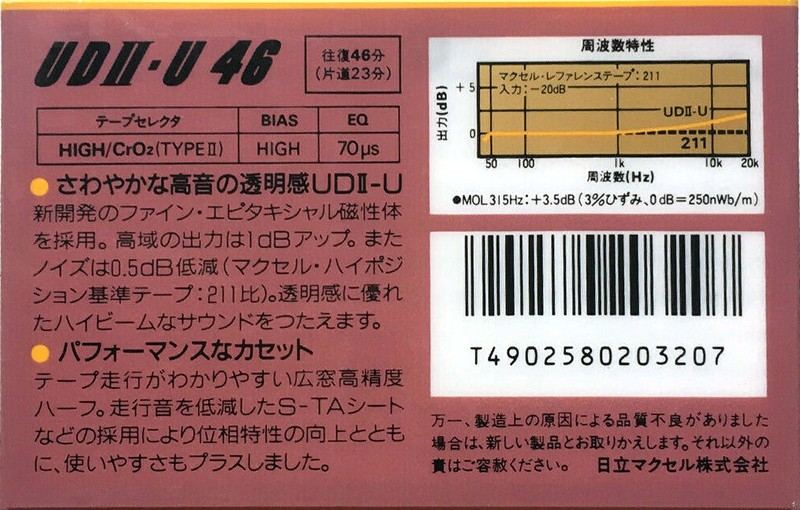 UDII・U 46
往復46分
(片道23分)
テープセレクタ BIAS EQ
HIGH/CrO2(TYPEII) HIGH 70μs
●さわやかな高音の透明感UDII-U
新開発のファイン・エピタキシャル磁性体
を採用。高域の出力は1dBアップ。また
ノイズは0.5dB低減(マクセル・ハイポジ
ション基準テープ:211比)。透明感に優れ
たハイビームなサウンドをつたえます。
●パフォーマンスなカセット
テープ走行がわかりやすい広窓高精度
ハーフ。走行音を低減したS-TAシート
などの採用により位相特性の向上ととも
に、使いやすさもプラスしました。
周波数特性
マクセル・レファレンステープ:211
入力:-20dB
出力(dB)
+5
0
UDII-U
211
50 100 1k 10k 20k
周波数(Hz)
●MOL315Hz:+3.5dB(3%ひずみ、0dB=250nWb/m)
T4902580203207
万一、製造上の原因による品質不良がありました
場合は、新しい製品とお取りかえします。それ以外の
責はご容赦ください。 日立マクセル株式会社